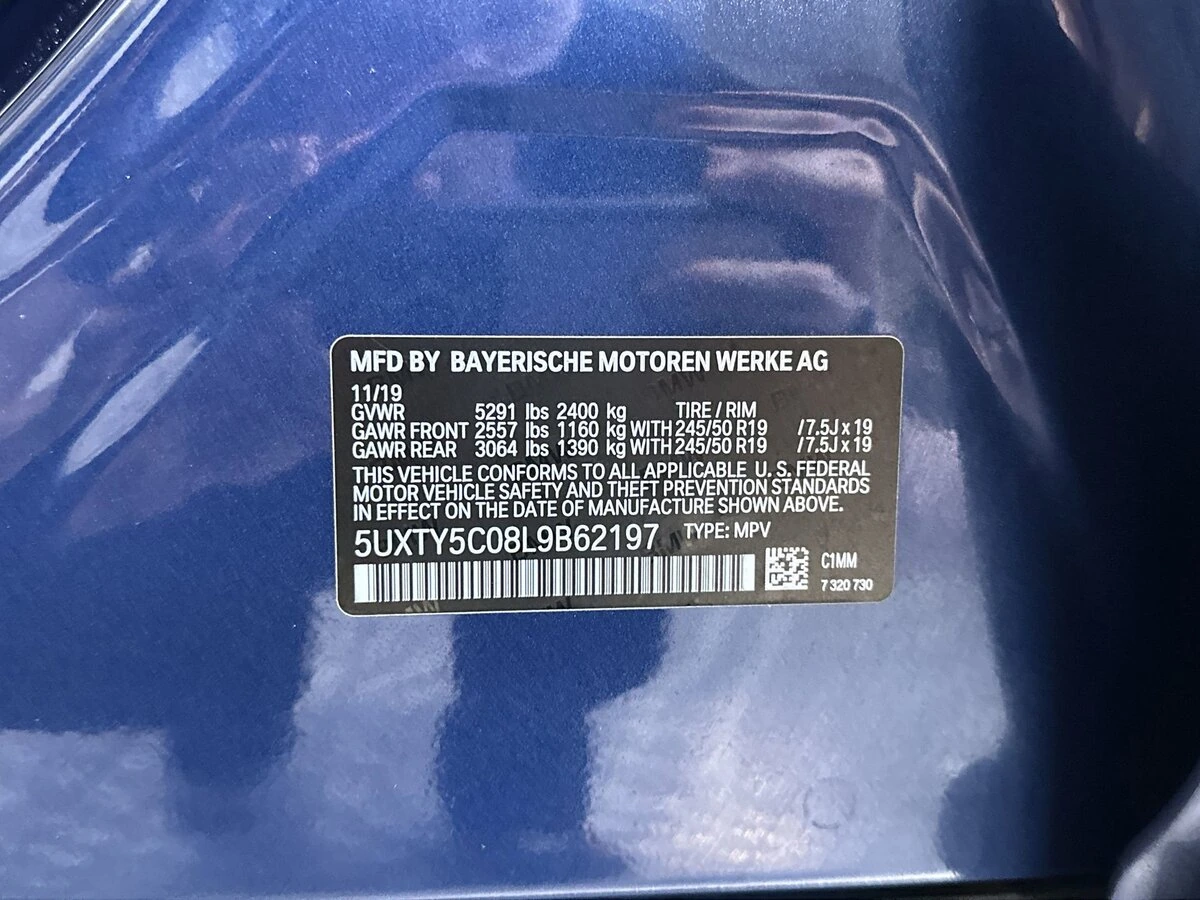 MFD BY BAYERISCHE MOTOREN WERKE AG
11/19
GVWR 5291 lbs 2400 kg TIRE / RIM
GAWR FRONT 2557 lbs 1160 kg WITH 245/50 R19 /7.5J x 19
GAWR REAR 3064 lbs 1390 kg WITH 245/50 R19 /7.5J x 19
THIS VEHICLE CONFORMS TO ALL APPLICABLE U. S. FEDERAL
MOTOR VEHICLE SAFETY AND THEFT PREVENTION STANDARDS
IN EFFECT ON THE DATE OF MANUFACTURE SHOWN ABOVE.
5UXTY5C08L9B62197 TYPE: MPV
C1MM
7 320 730